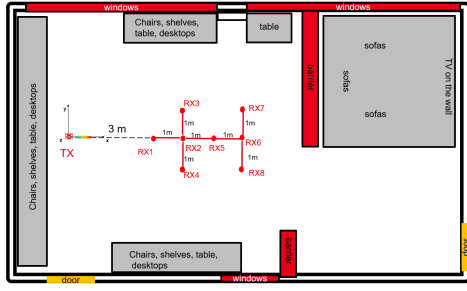 windows
windows
Chairs, shelves,
table, desktops
table
sofas
sofas
sofas
TV on the wall
barrier
Chairs, shelves, table, desktops
y
z
x
TX
3 m
RX1
1m
RX2
RX3
1m
RX4
1m
1m
RX5
1m
RX6
RX7
1m
RX8
1m
Chairs, shelves, table,
desktops
barrier
door
windows
door